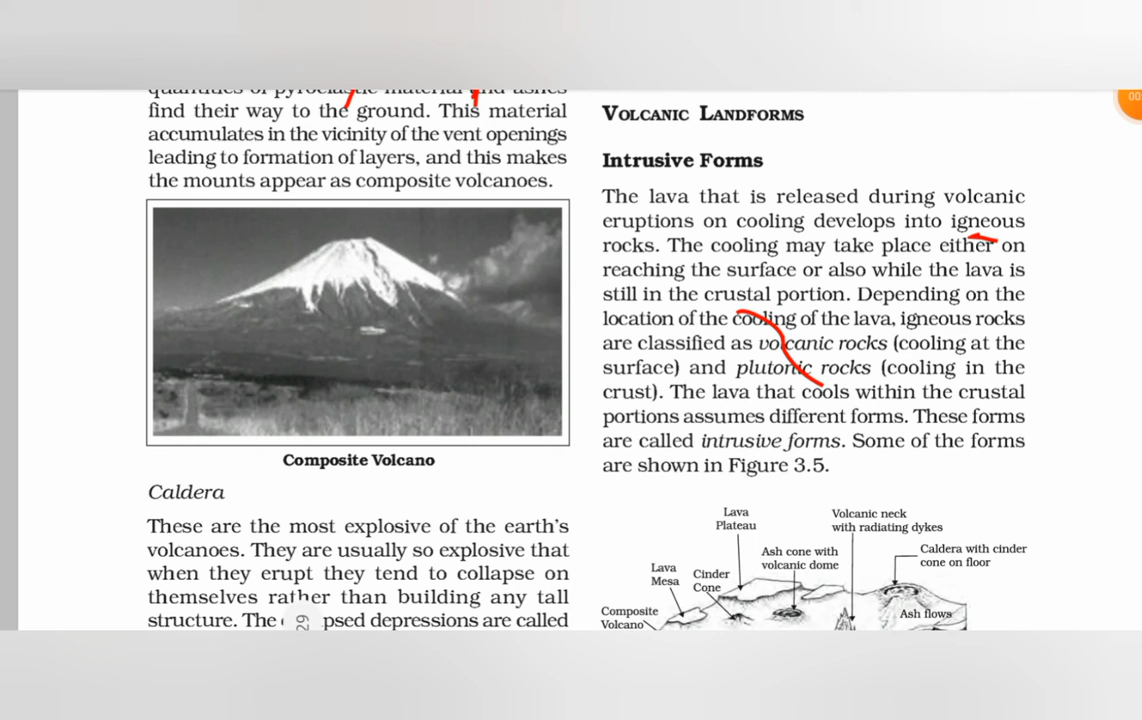 quantities of pyroclastic material and ashes
find their way to the ground. This material
accumulates in the vicinity of the vent openings
leading to formation of layers, and this makes
the mounts appear as composite volcanoes.
Composite Volcano
Caldera
These are the most explosive of the earth's
volcanoes. They are usually so explosive that
when they erupt they tend to collapse on
themselves rather than building any tall
structure. The psed depressions are called
29
VOLCANIC LANDFORMS
Intrusive Forms
The lava that is released during volcanic
eruptions on cooling develops into igneous
rocks. The cooling may take place either on
reaching the surface or also while the lava is
still in the crustal portion. Depending on the
location of the cooling of the lava, igneous rocks
are classified as volcanic rocks (cooling at the
surface) and plutonic rocks (cooling in the
crust). The lava that cools within the crustal
portions assumes different forms. These forms
are called intrusive forms. Some of the forms
are shown in Figure 3.5.
Lava
Plateau
Volcanic neck
with radiating dykes
Ash cone with
volcanic dome
Caldera with cinder
cone on floor
Lava
Mesa
Cinder
Cone
Composite
Volcano
Ash flows
00